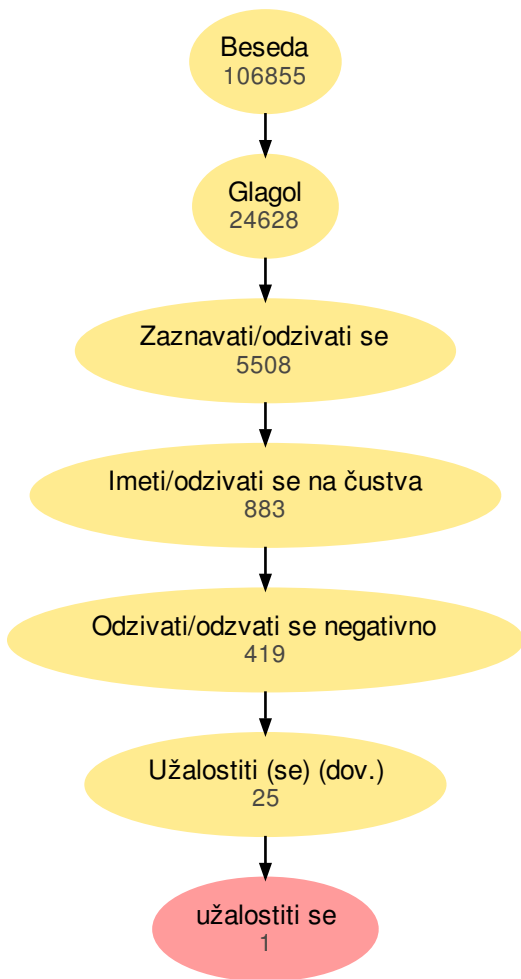 Beseda
106855
Glagol
24628
Zaznavati/odzivati se
5508
Imeti/odzivati se na čustva
883
Odzivati/odzvati se negativno
419
Užalostiti (se) (dov.)
25
užalostiti se
1